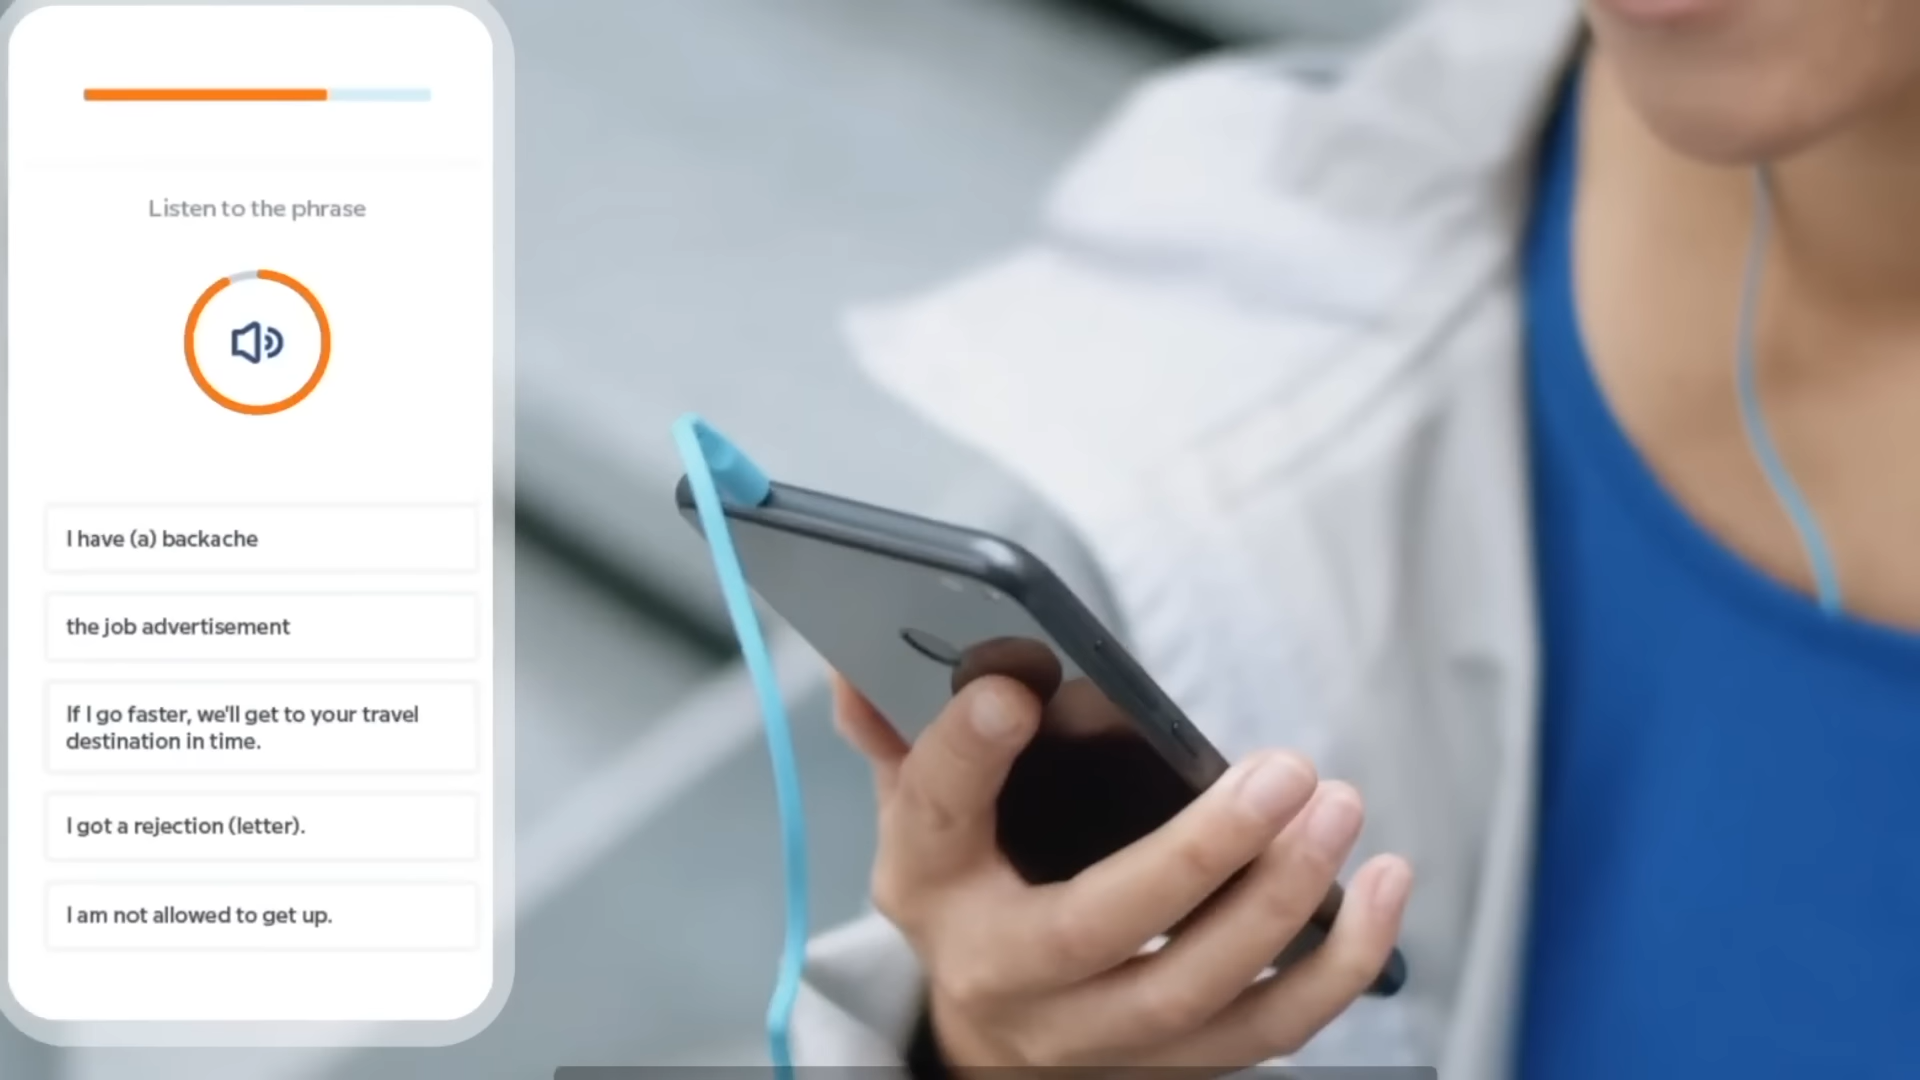 Listen to the phrase
I have (a) backache
the job advertisement
If I go faster, we'll get to your travel
destination in time.
I got a rejection (letter).
I am not allowed to get up.